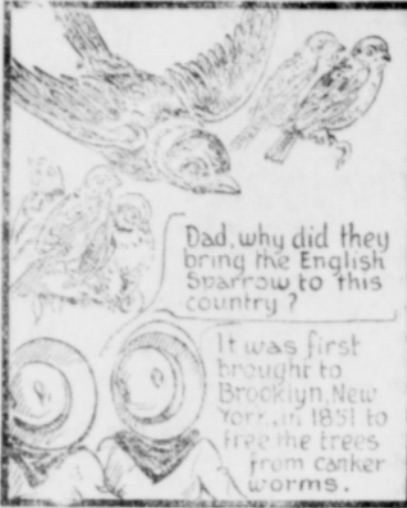 Dad, why did they
bring the English
Sparrow to this
country?
It was first
brought to
Brooklyn, New
York, in 1851 to
free the trees
from canker
worms.